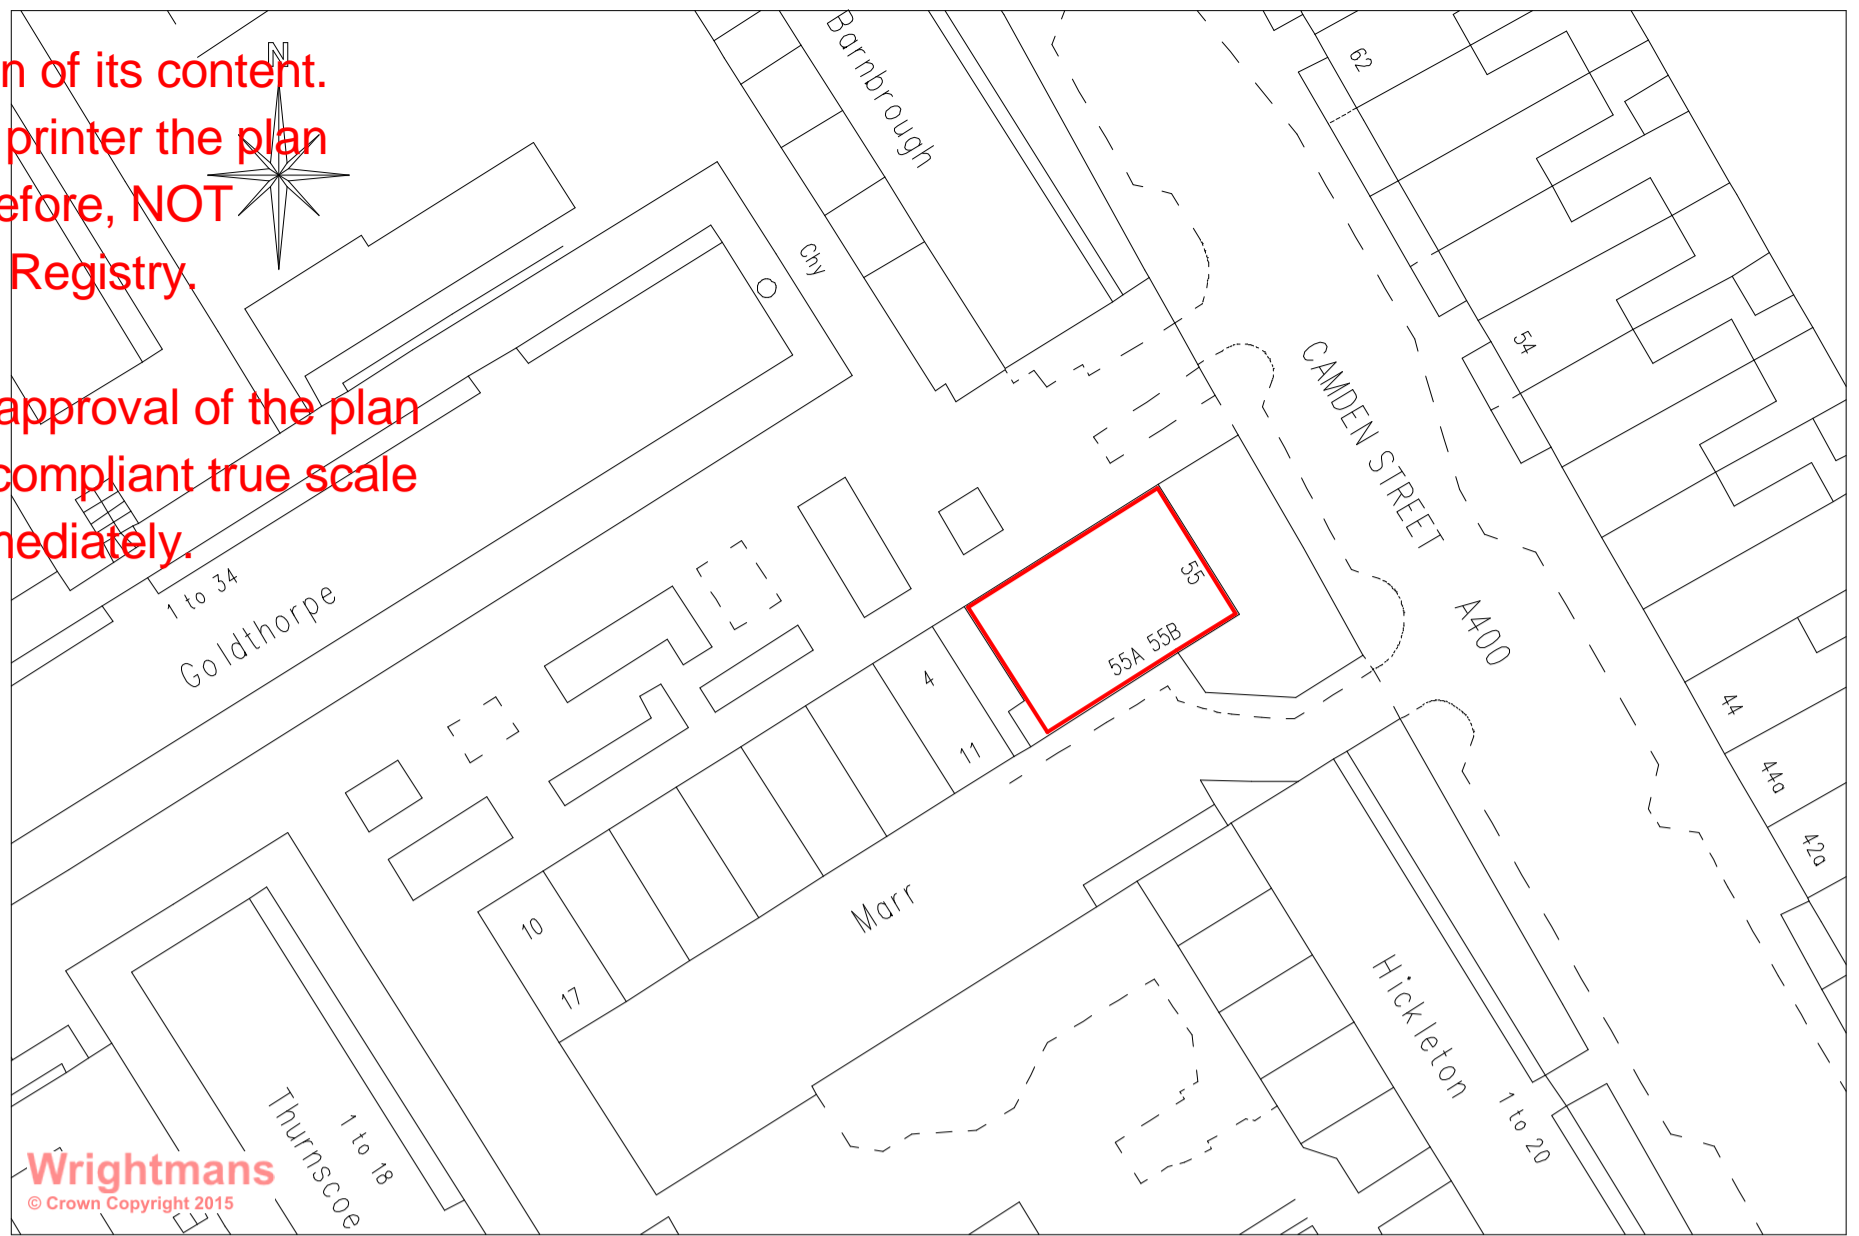 N
n of its content.
printer the plan
efore, NOT
Registry.
approval of the plan
compliant true scale
nediately.
Barnbrough
Chy
62
54
CAMDEN STREET
A400
55
55A 55B
4
11
1 to 34
Goldthorpe
10
17
Marr
44
44a
42a
Hickleton
1 to 20
Thurnscoe
1 to 18
Wrightmans
© Crown Copyright 2015